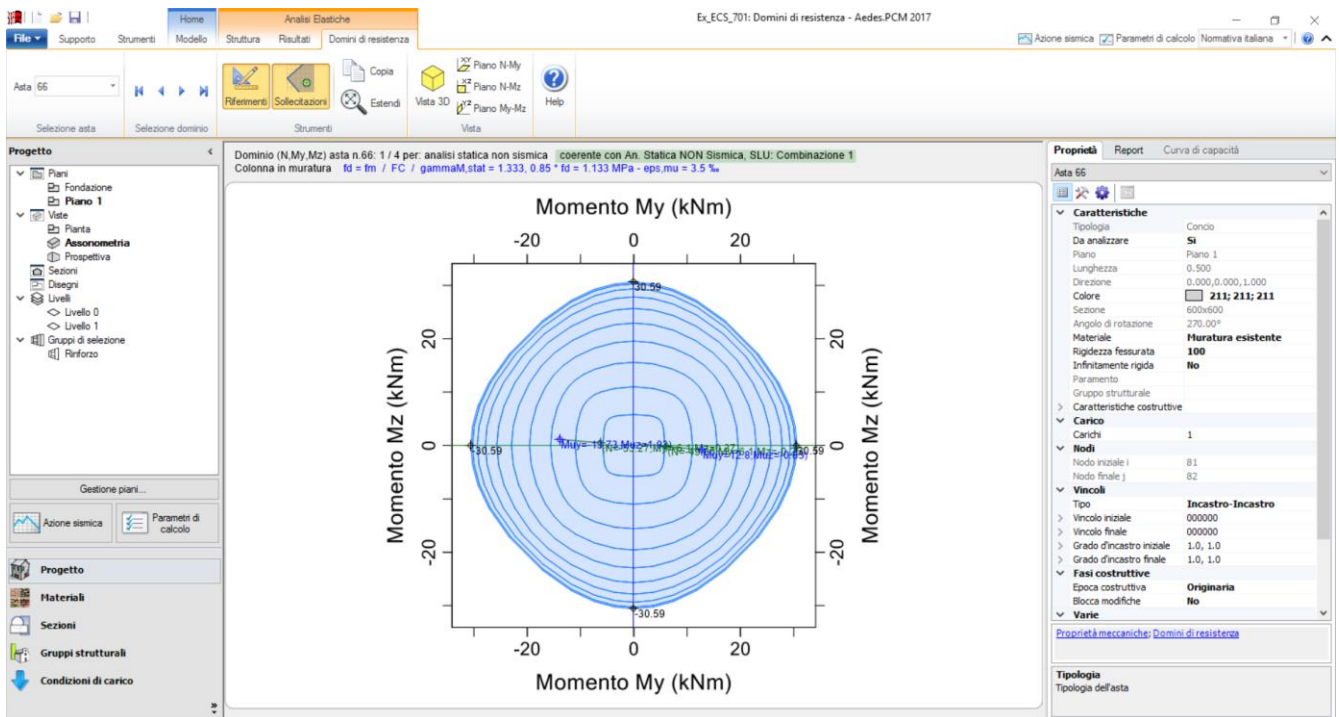 Ex_ECS_701: Domini di resistenza - Aedes.PCM 2017
Home
Analisi Elastiche
File
Supporto
Strumenti
Modello
Struttura
Risultati
Domini di resistenza
Azione sismica
Parametri di calcolo
Normativa italiana
Asta 66
Selezione asta
Selezione dominio
Riferimenti
Sollecitazioni
Copia
Estendi
Strumenti
Vista 3D
XY Piano N-My
XZ Piano N-Mz
YZ Piano My-Mz
Vista
Help
Progetto
Piani
Fondazione
Piano 1
Viste
Pianta
Assonometria
Prospettiva
Sezioni
Disegni
Livelli
Livello 0
Livello 1
Gruppi di selezione
Rinforzo
Gestione piani...
Azione sismica
Parametri di calcolo
Progetto
Materiali
Sezioni
Gruppi strutturali
Condizioni di carico
Dominio (N,My,Mz) asta n.66: 1 / 4 per: analisi statica non sismica coerente con An. Statica NON Sismica, SLU: Combinazione 1
Colonna in muratura fd = fm / FC / gammaM,stat = 1.333, 0.85 * fd = 1.133 MPa - eps,mu = 3.5 ‰
Momento My (kNm)
-20 0 20
30.59
Momento Mz (kNm)
20
0
-20
Momento Mz (kNm)
20
0
-20
-30.59
30.59
-30.59
-20 0 20
Momento My (kNm)
Proprietà Report Curva di capacità
Asta 66
Caratteristiche
Tipologia Concio
Da analizzare Sì
Piano Piano 1
Lunghezza 0.500
Direzione 0.000,0.000,1.000
Colore 211; 211; 211
Sezione 600x600
Angolo di rotazione 270.00°
Materiale Muratura esistente
Rigidezza fessurata 100
Infinitamente rigida No
Paramento
Gruppo strutturale
Caratteristiche costruttive
Carico
Carichi 1
Nodi
Nodo iniziale i 81
Nodo finale j 82
Vincoli
Tipo Incastro-Incastro
Vincolo iniziale 000000
Vincolo finale 000000
Grado d'incastro iniziale 1.0, 1.0
Grado d'incastro finale 1.0, 1.0
Fasi costruttive
Epoca costruttiva Originaria
Blocca modifiche No
Varie
Proprietà meccaniche; Domini di resistenza
Tipologia
Tipologia dell'asta